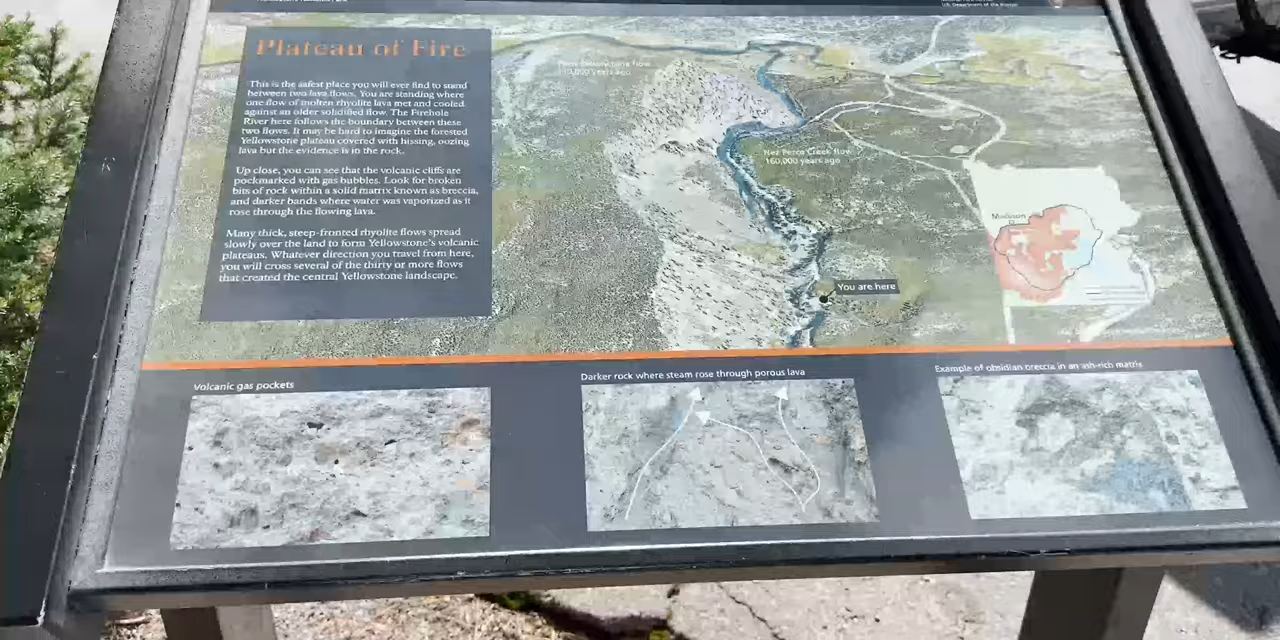 U.S. Department of the Interior
Plateau of Fire
This is the safest place you will ever find to stand
between two lava flows. You are standing where
one flow of molten rhyolite lava met and cooled
against an older solidified flow. The Firehole
River here follows the boundary between these
two flows. It may be hard to imagine the forested
Yellowstone plateau covered with hissing, oozing
lava but the evidence is in the rock.
Up close, you can see that the volcanic cliffs are
pockmarked with gas bubbles. Look for broken
bits of rock within a solid matrix known as breccia,
and darker bands where water was vaporized as it
rose through the flowing lava.
Many thick, steep-fronted rhyolite flows spread
slowly over the land to form Yellowstone's volcanic
plateaus. Whatever direction you travel from here,
you will cross several of the thirty or more flows
that created the central Yellowstone landscape.
flow
110,000 years ago
Nez Perce Creek flow
160,000 years ago
Madison
You are here
Volcanic gas pockets
Darker rock where steam rose through porous lava
Example of obsidian breccia in an ash-rich matrix